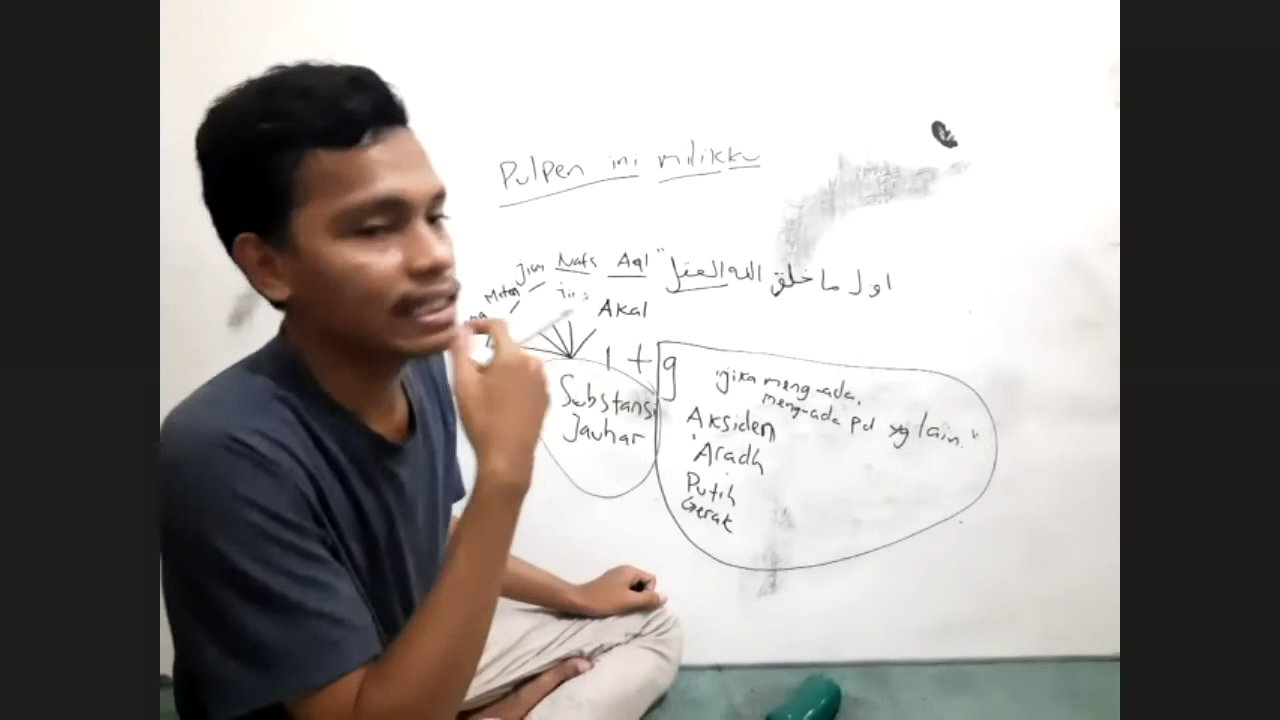 Pulpen ini milikku
jism Nafs Aql "اول ما خلق الله العقل
Akal
1 + 9
Substansi
Jauhar
"jika meng-ada,
meng-ada pd yg lain."
Aksiden
'Aradh
Putih
Gerak